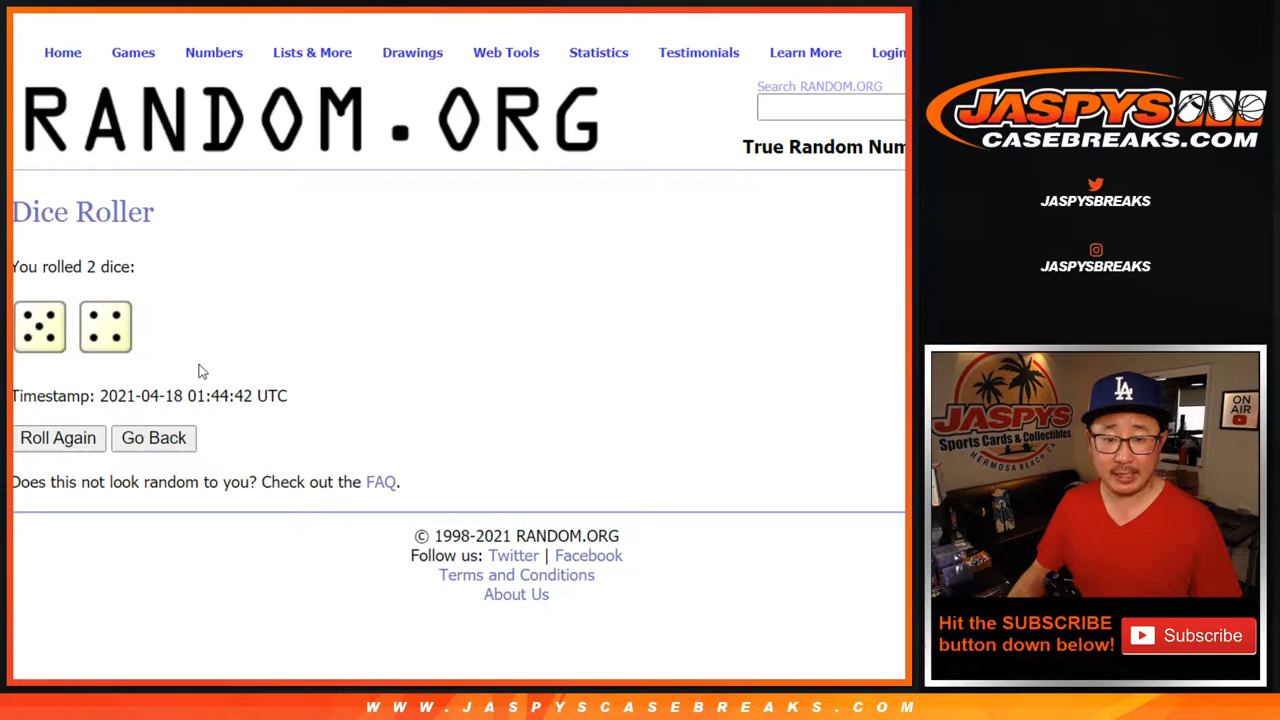 Home Games Numbers Lists & More Drawings Web Tools Statistics Testimonials Learn More Login
Search RANDOM.ORG
RANDOM.ORG
True Random Num
Dice Roller
You rolled 2 dice:
Timestamp: 2021-04-18 01:44:42 UTC
Roll Again Go Back
Does this not look random to you? Check out the FAQ.
© 1998-2021 RANDOM.ORG
Follow us: Twitter | Facebook
Terms and Conditions
About Us
JASPYS
CASEBREAKS.COM
JASPYSBREAKS
JASPYSBREAKS
JASPYS
Sports Cards & Collectibles
HERMOSA BEACH, CA
LA
ON
AIR
Hit the SUBSCRIBE
button down below!
Subscribe
WWW.JASPYSCASEBREAKS.COM